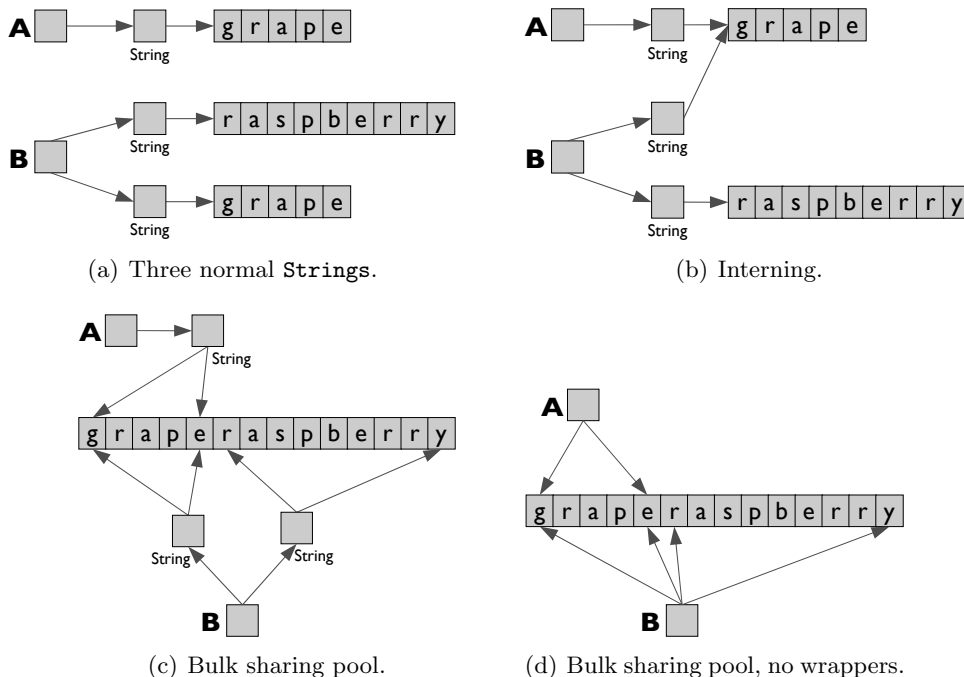 A g r a p e
String
r a s p b e r r y
String
B
g r a p e
String
(a) Three normal Strings.
A g r a p e
String
String
B
r a s p b e r r y
String
(b) Interning.
A
String
g r a p e r a s p b e r r y
String String
B
(c) Bulk sharing pool.
A
g r a p e r a s p b e r r y
B
(d) Bulk sharing pool, no wrappers.